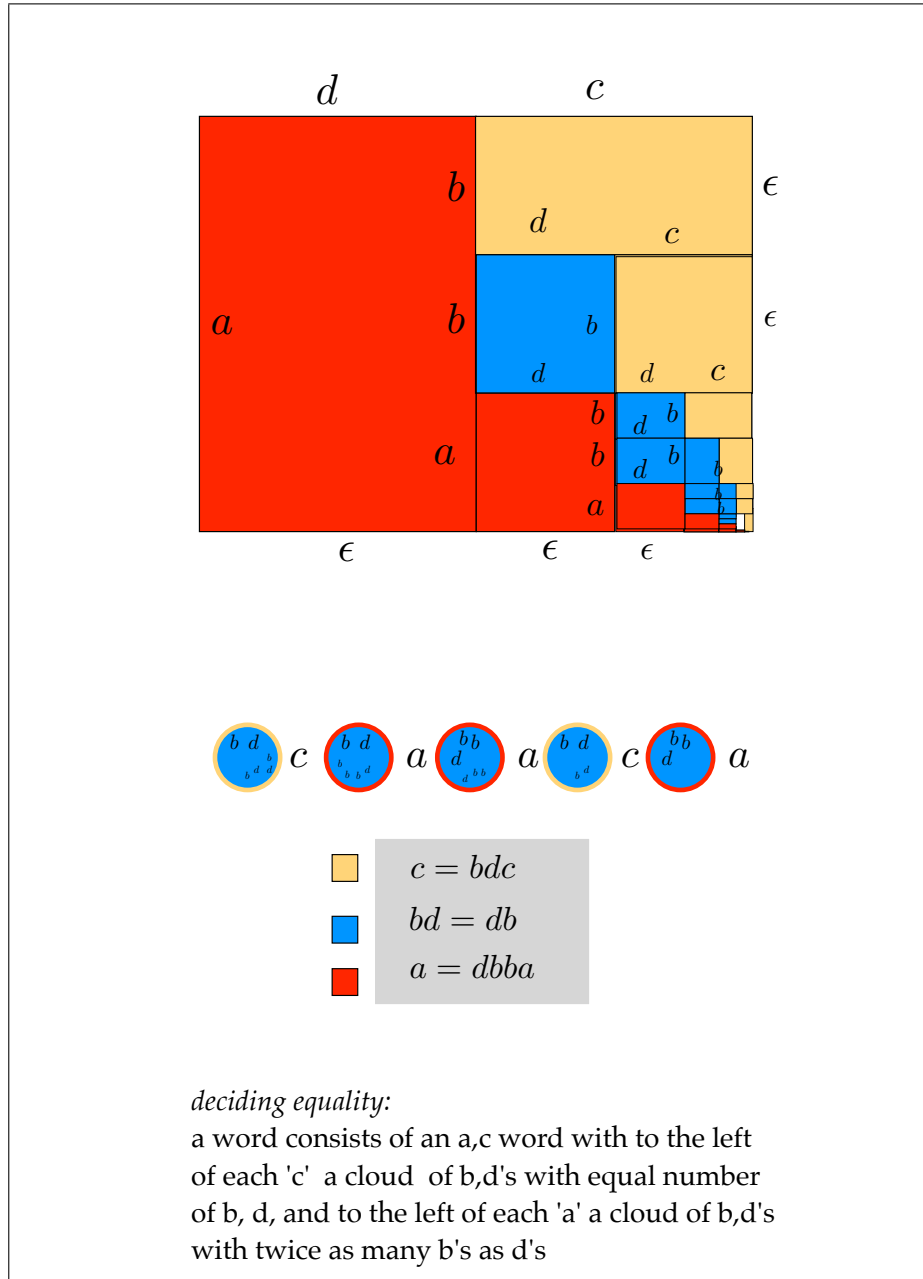 d c
b ϵ
d c
a b b ϵ
d d c
b b
d b
a b d b b
a b
b
ϵ ϵ ϵ
b d b d c b d b b b d a b b d d b b a b d b d c b b d a
c = bdc
bd = db
a = dbba
deciding equality:
a word consists of an a,c word with to the left
of each 'c' a cloud of b,d's with equal number
of b, d, and to the left of each 'a' a cloud of b,d's
with twice as many b's as d's